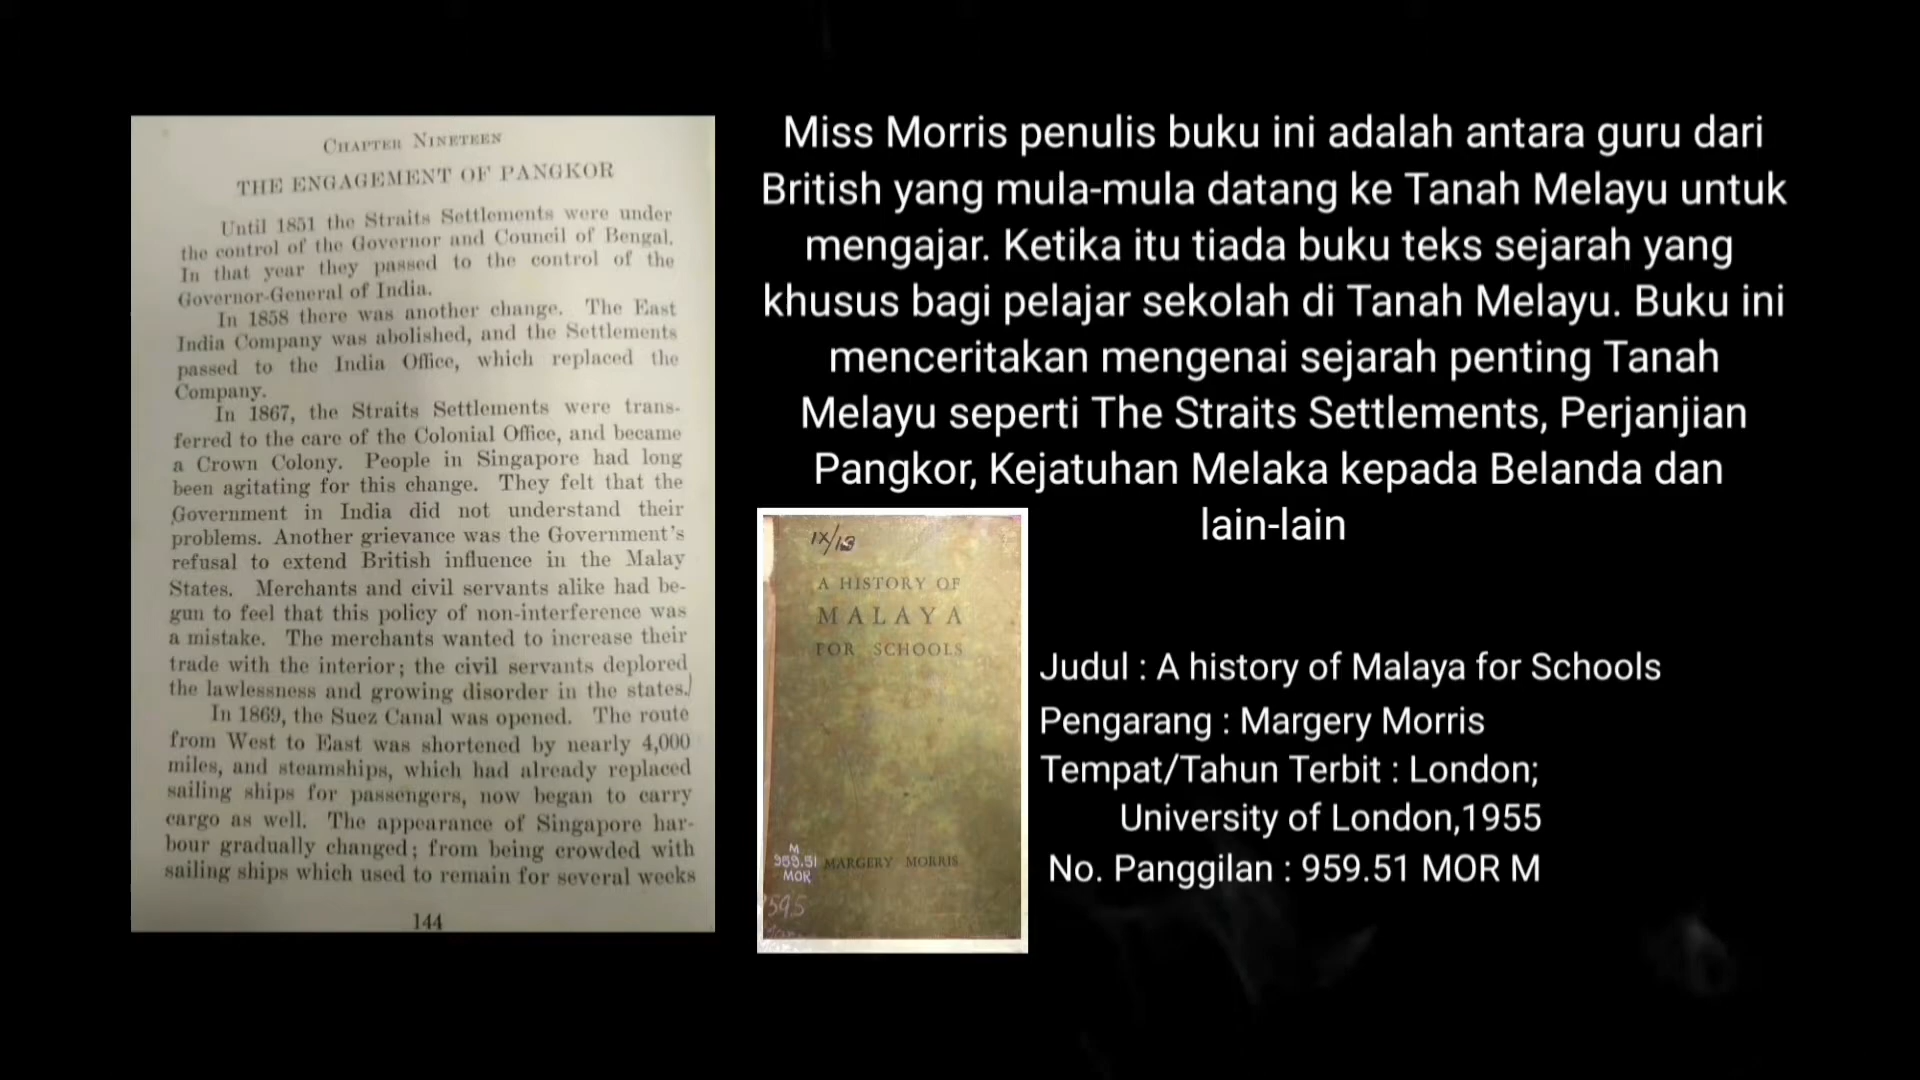 CHAPTER NINETEEN
THE ENGAGEMENT OF PANGKOR
Until 1851 the Straits Settlements were under
the control of the Governor and Council of Bengal.
In that year they passed to the control of the
Governor-General of India.
In 1858 there was another change. The East
India Company was abolished, and the Settlements
passed to the India Office, which replaced the
Company.
In 1867, the Straits Settlements were trans-
ferred to the care of the Colonial Office, and became
a Crown Colony. People in Singapore had long
been agitating for this change. They felt that the
Government in India did not understand their
problems. Another grievance was the Government's
refusal to extend British influence in the Malay
States. Merchants and civil servants alike had be-
gun to feel that this policy of non-interference was
a mistake. The merchants wanted to increase their
trade with the interior; the civil servants deplored
the lawlessness and growing disorder in the states.
In 1869, the Suez Canal was opened. The route
from West to East was shortened by nearly 4,000
miles, and steamships, which had already replaced
sailing ships for passengers, now began to carry
cargo as well. The appearance of Singapore har-
bour gradually changed; from being crowded with
sailing ships which used to remain for several weeks
144
Miss Morris penulis buku ini adalah antara guru dari
British yang mula-mula datang ke Tanah Melayu untuk
mengajar. Ketika itu tiada buku teks sejarah yang
khusus bagi pelajar sekolah di Tanah Melayu. Buku ini
menceritakan mengenai sejarah penting Tanah
Melayu seperti The Straits Settlements, Perjanjian
Pangkor, Kejatuhan Melaka kepada Belanda dan
lain-lain
IX/13
A HISTORY OF
MALAYA
FOR SCHOOLS
M
959.51
MOR
MARGERY MORRIS
595
Judul : A history of Malaya for Schools
Pengarang : Margery Morris
Tempat/Tahun Terbit : London;
University of London,1955
No. Panggilan : 959.51 MOR M